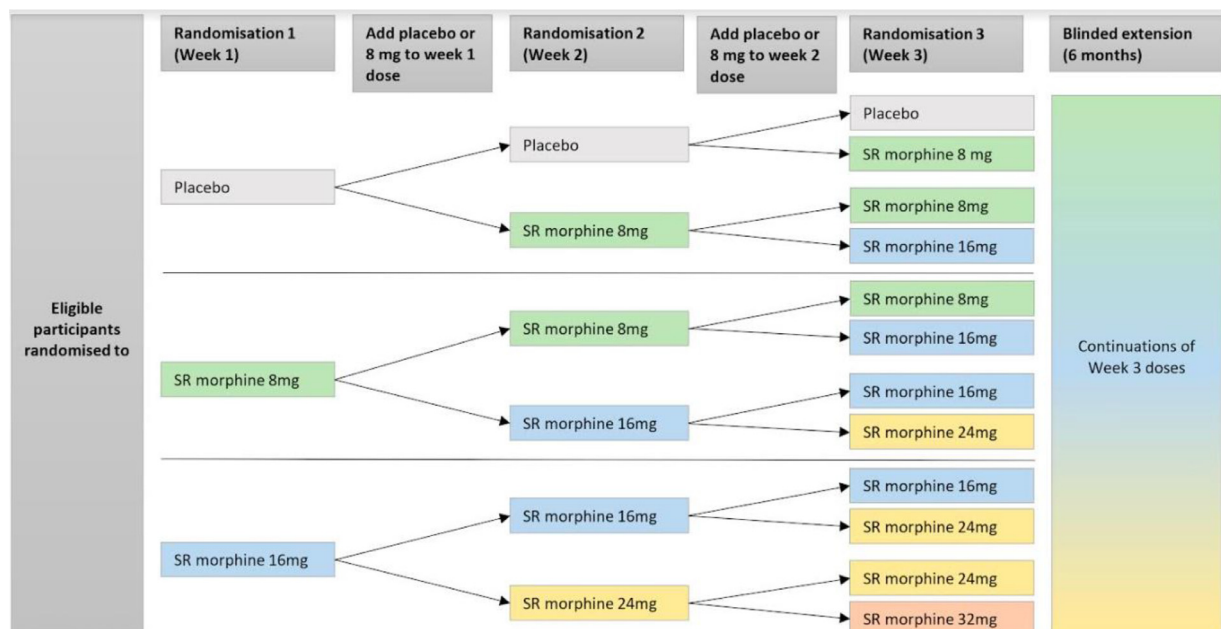 Randomisation 1
(Week 1)
Add placebo or
8 mg to week 1
dose
Randomisation 2
(Week 2)
Add placebo or
8 mg to week 2
dose
Randomisation 3
(Week 3)
Blinded extension
(6 months)
Eligible
participants
randomised to
Placebo
Placebo
Placebo
SR morphine 8 mg
SR morphine 8mg
SR morphine 8mg
SR morphine 16mg
SR morphine 8mg
SR morphine 8mg
SR morphine 8mg
SR morphine 16mg
SR morphine 16mg
SR morphine 16mg
SR morphine 24mg
SR morphine 16mg
SR morphine 16mg
SR morphine 16mg
SR morphine 24mg
SR morphine 24mg
SR morphine 24mg
SR morphine 32mg
Continuations of
Week 3 doses